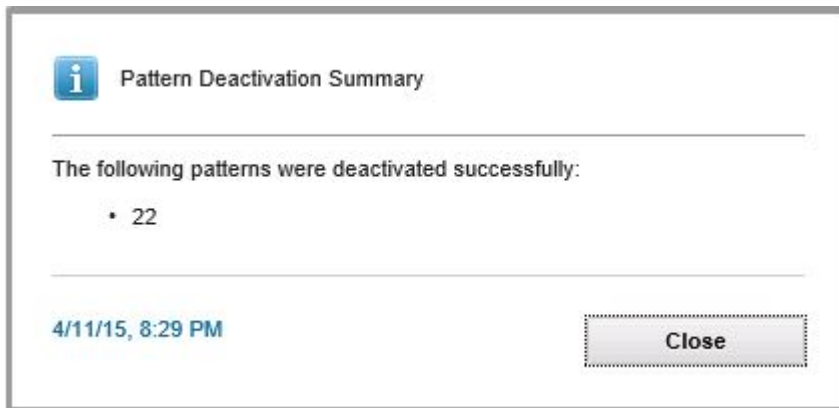 Pattern Deactivation Summary
The following patterns were deactivated successfully:
• 22
4/11/15, 8:29 PM
Close